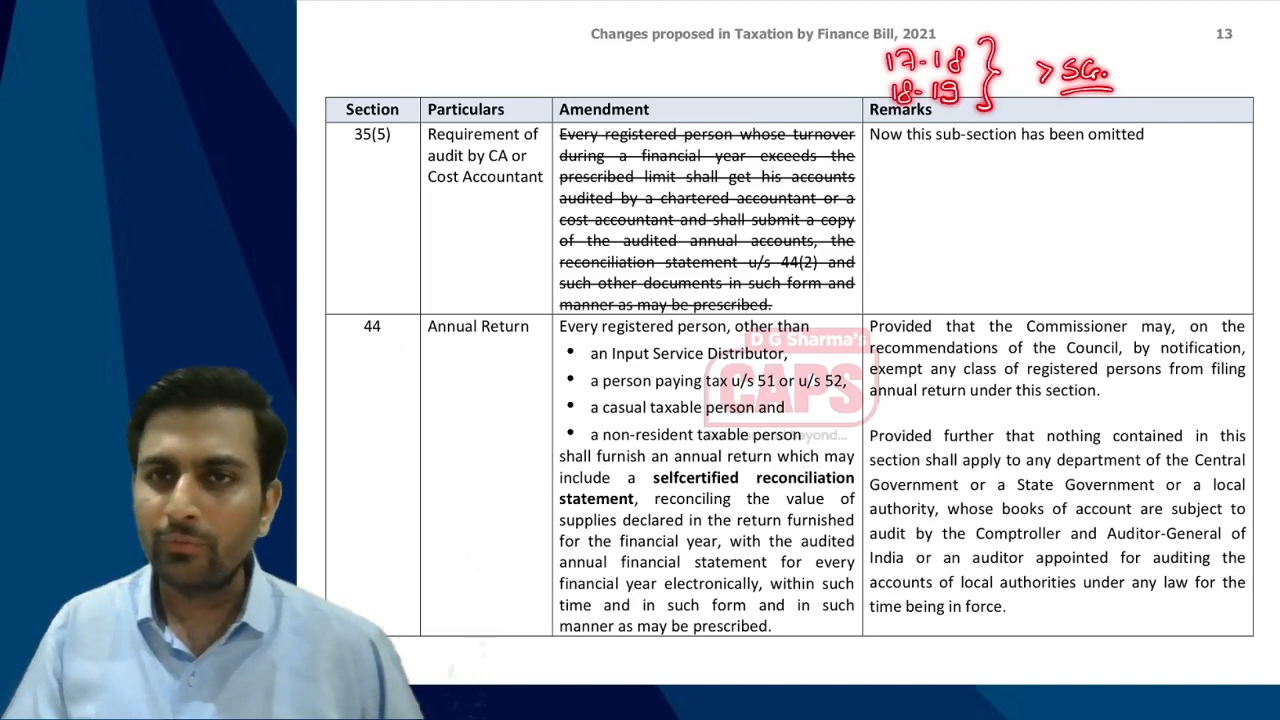 Changes proposed in Taxation by Finance Bill, 2021
13
17-18
18-19
> 5Cr.
Section
Particulars
Amendment
Remarks
35(5)
Requirement of
audit by CA or
Cost Accountant
Every registered person whose turnover
during a financial year exceeds the
prescribed limit shall get his accounts
audited by a chartered accountant or a
cost accountant and shall submit a copy
of the audited annual accounts, the
reconciliation statement u/s 44(2) and
such other documents in such form and
manner as may be prescribed.
Now this sub-section has been omitted
44
Annual Return
Every registered person, other than
• an Input Service Distributor,
• a person paying tax u/s 51 or u/s 52,
• a casual taxable person and
• a non-resident taxable person
shall furnish an annual return which may
include a selfcertified reconciliation
statement, reconciling the value of
supplies declared in the return furnished
for the financial year, with the audited
annual financial statement for every
financial year electronically, within such
time and in such form and in such
manner as may be prescribed.
Provided that the Commissioner may, on the
recommendations of the Council, by notification,
exempt any class of registered persons from filing
annual return under this section.
Provided further that nothing contained in this
section shall apply to any department of the Central
Government or a State Government or a local
authority, whose books of account are subject to
audit by the Comptroller and Auditor-General of
India or an auditor appointed for auditing the
accounts of local authorities under any law for the
time being in force.
D G Sharma's
CAPS
eyond...